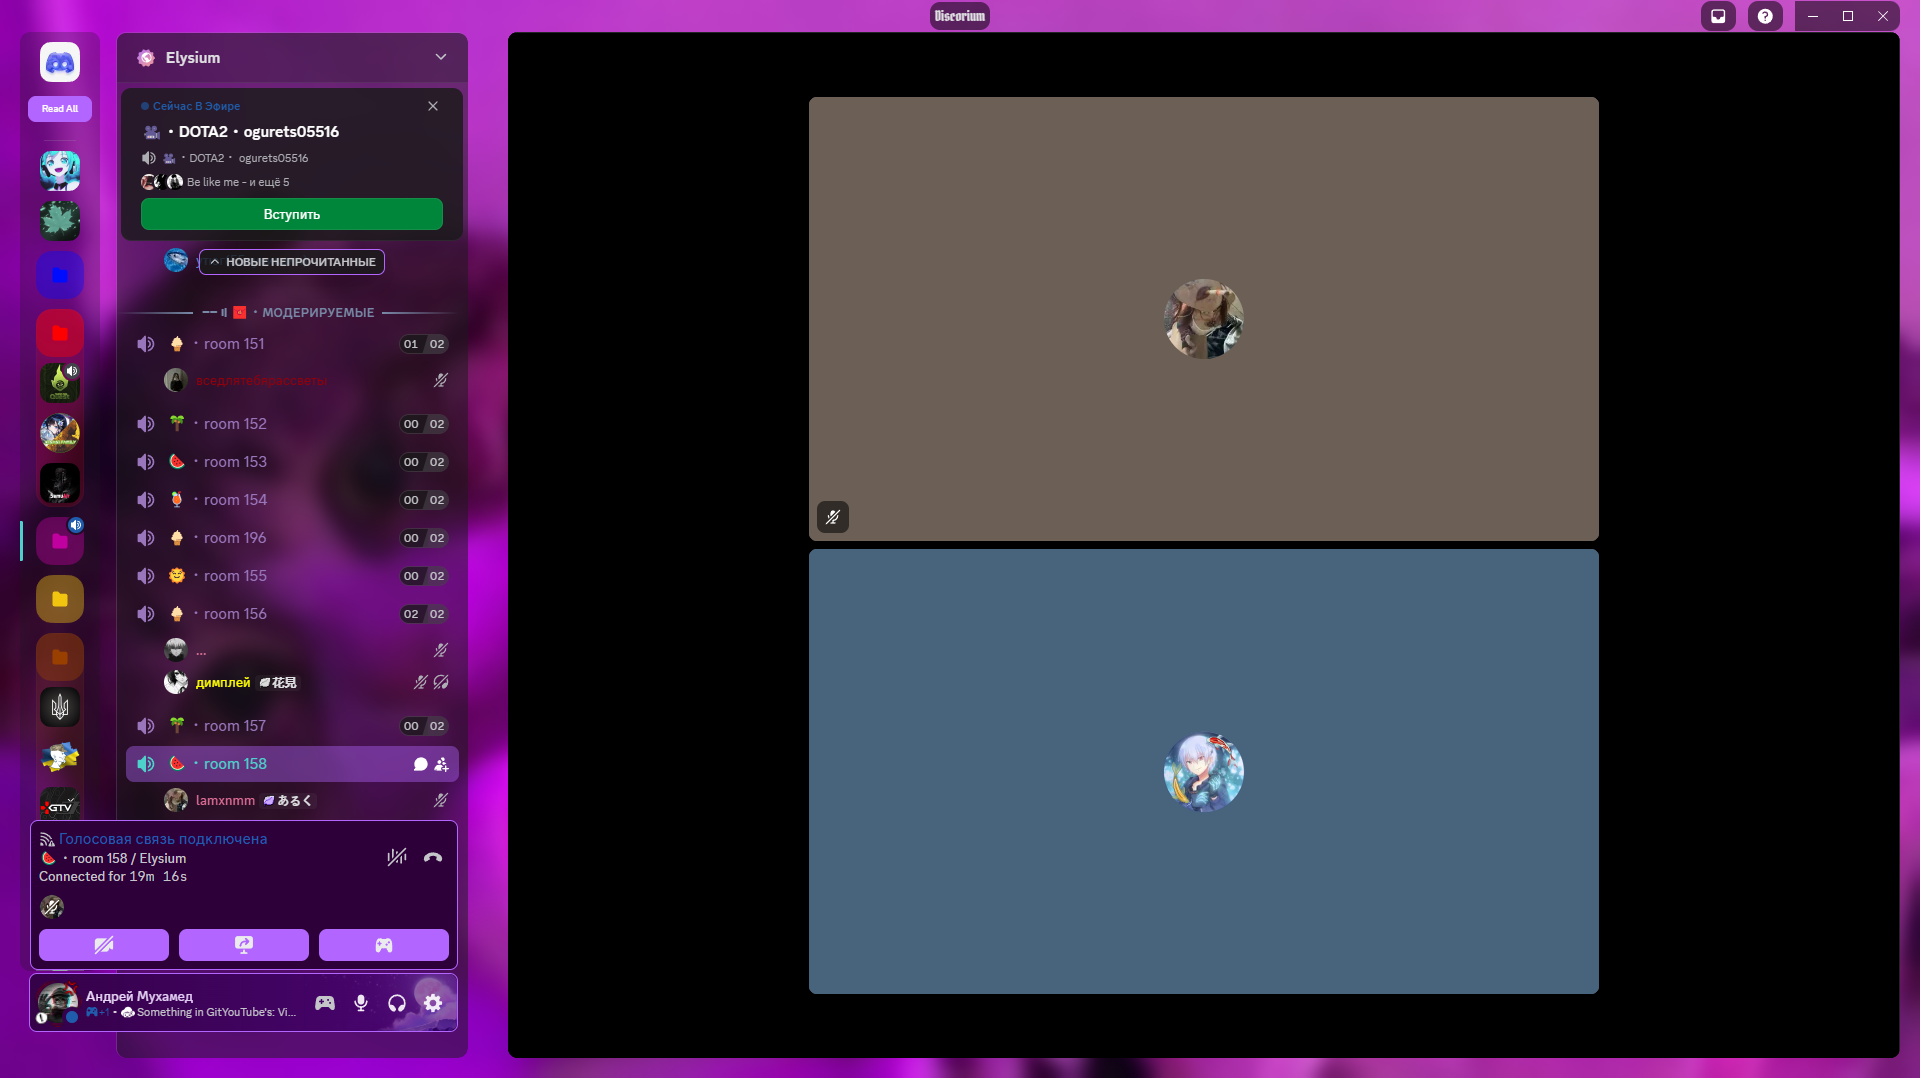 Discorium
Read All
Elysium
Сейчас В Эфире
• DOTA2 • ogurets05516
• DOTA2 • ogurets05516
Be like me - и ещё 5
Вступить
НОВЫЕ НЕПРОЧИТАННЫЕ
• МОДЕРИРУЕМЫЕ
• room 151 01 02
вседлятебярассветы
• room 152 00 02
• room 153 00 02
• room 154 00 02
• room 196 00 02
• room 155 00 02
• room 156 02 02
...
димплей 花見
• room 157 00 02
• room 158
lamxnmm あるく
GTV
Голосовая связь подключена
• room 158 / Elysium
Connected for 19m 16s
Андрей Мухамед
+1 • Something in GitYouTube's: Vi...